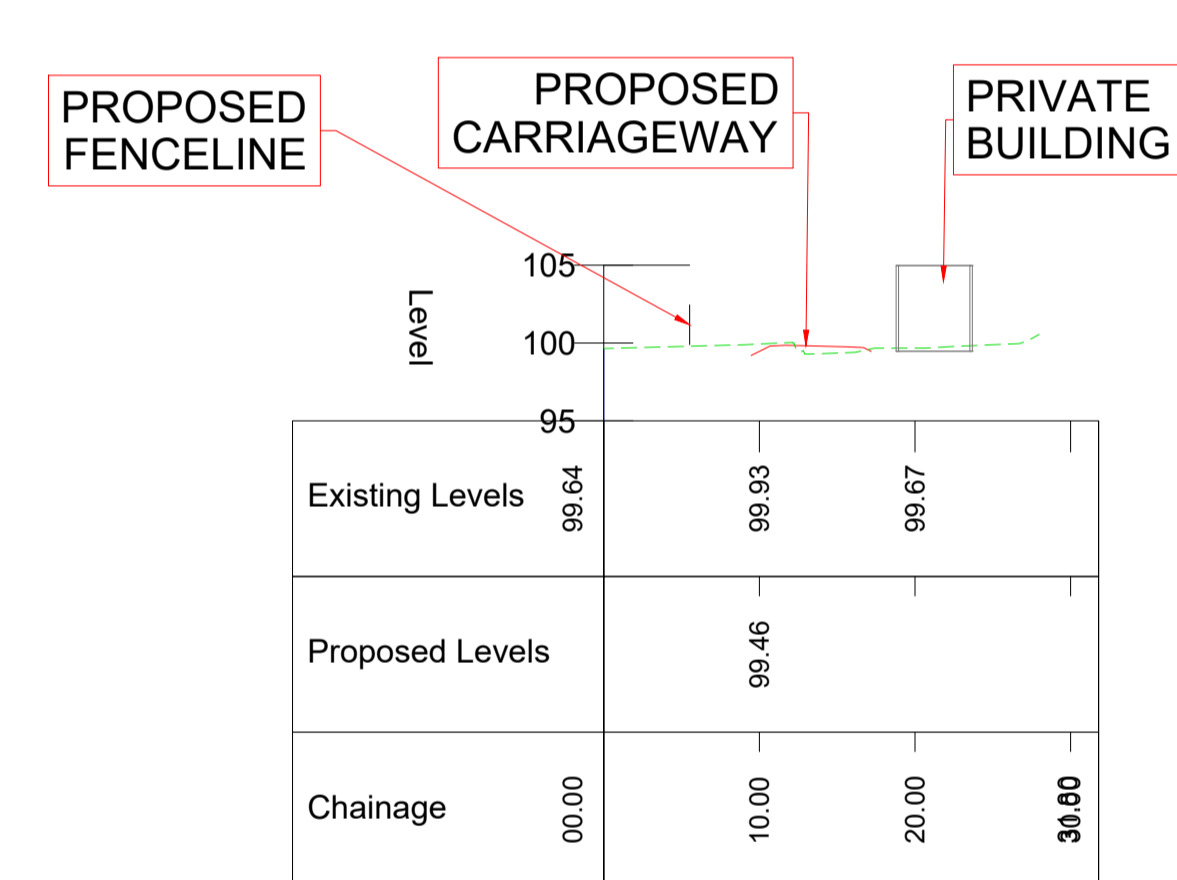 PROPOSED
FENCELINE
PROPOSED
CARRIAGEWAY
PRIVATE
BUILDING
Level
105
100
95
Existing Levels 99.64 99.93 99.67
Proposed Levels 99.46
Chainage 00.00 10.00 20.00